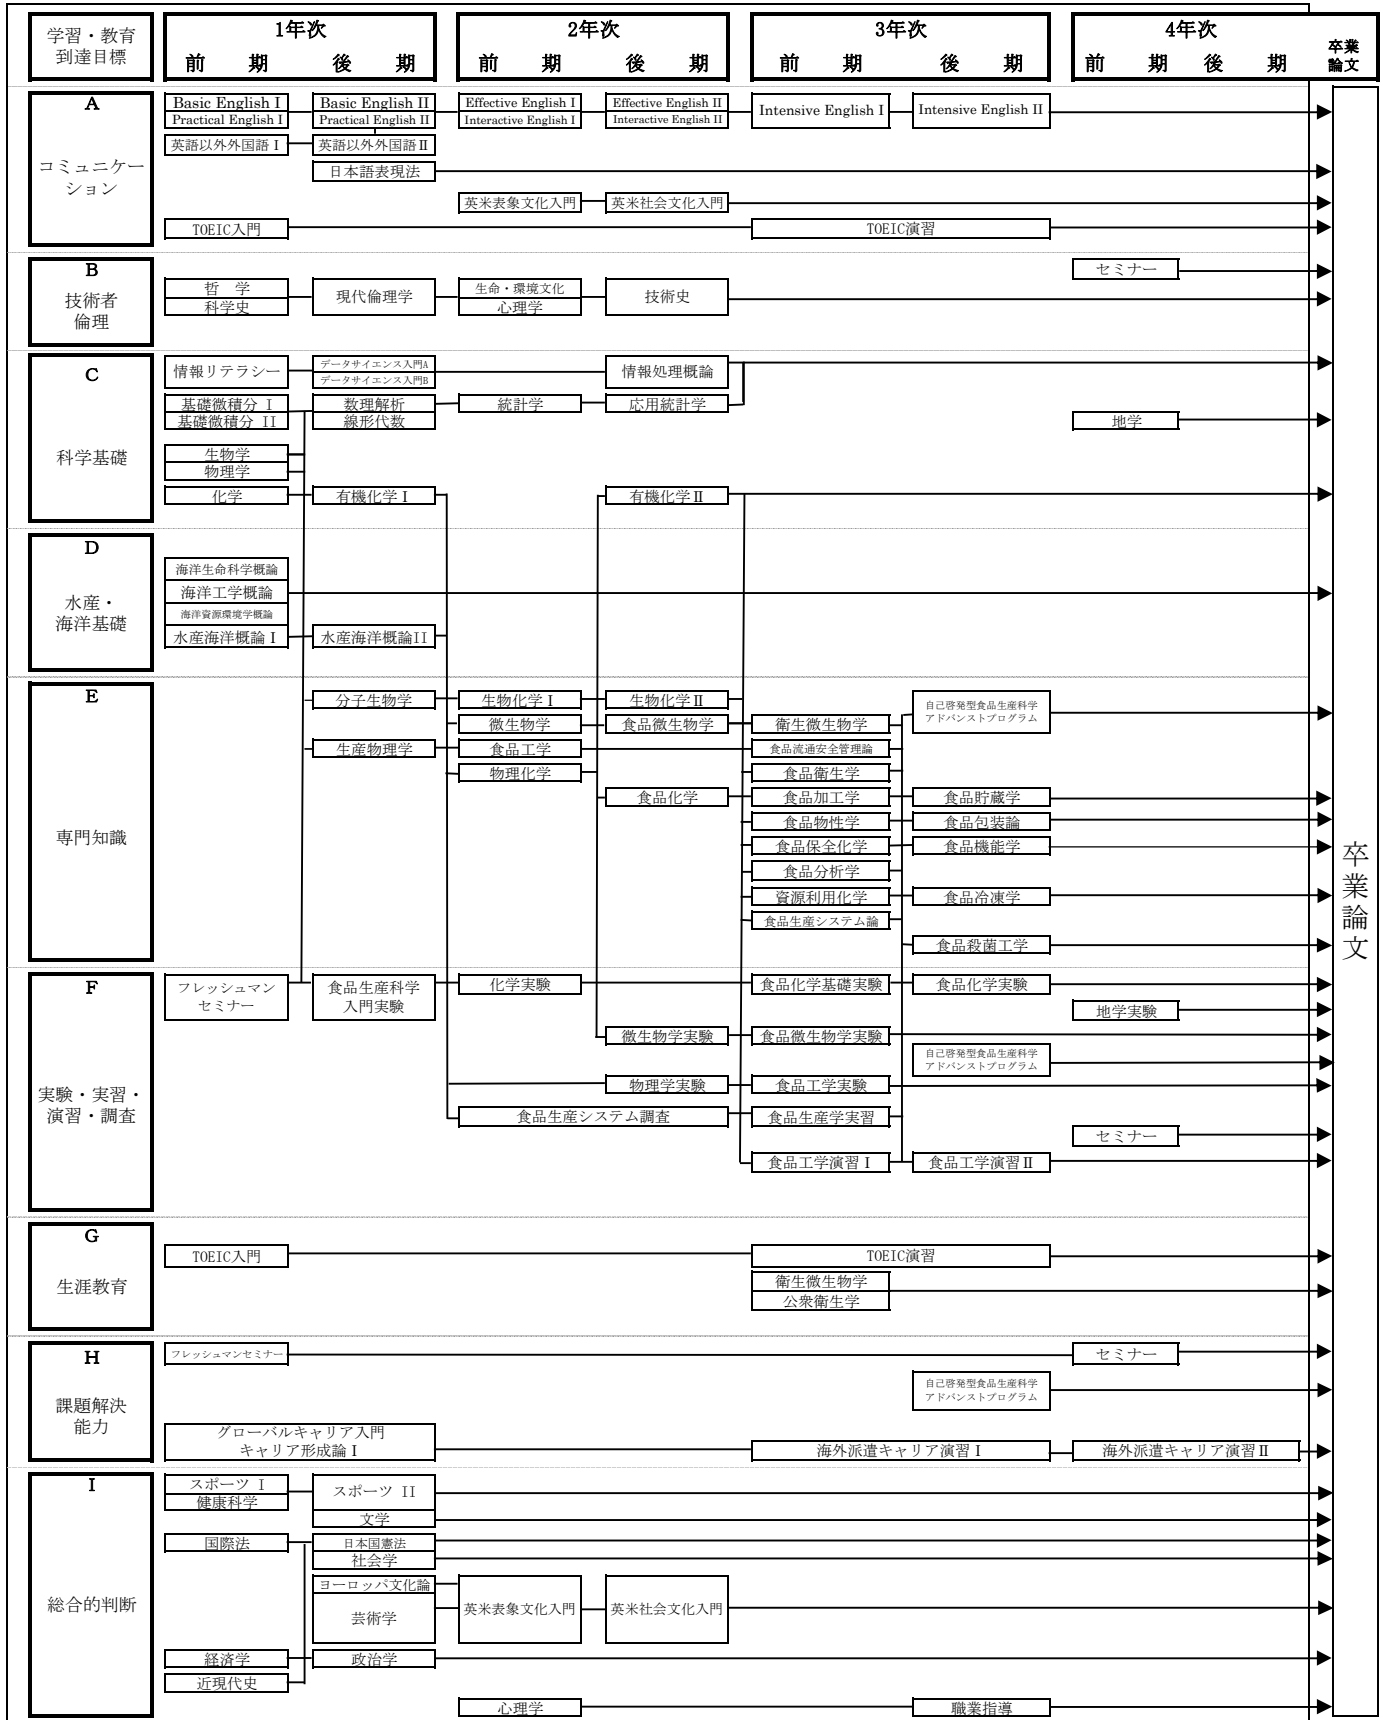 学習・教育
到達目標
1年次
前 期 後 期
2年次
前 期 後 期
3年次
前 期 後 期
4年次
前 期 後 期
卒業
論文
A
コミュニケー
ション
Basic English I
Practical English I
Basic English II
Practical English II
Effective English I
Interactive English I
Effective English II
Interactive English II
Intensive English I
Intensive English II
英語以外外国語Ⅰ
英語以外外国語Ⅱ
日本語表現法
英米表象文化入門
英米社会文化入門
TOEIC入門
TOEIC演習
B
技術者
倫理
セミナー
哲 学
科学史
現代倫理学
生命・環境文化
心理学
技術史
C
科学基礎
情報リテラシー
データサイエンス入門A
データサイエンス入門B
情報処理概論
基礎微積分 I
基礎微積分 II
数理解析
線形代数
統計学
応用統計学
地学
生物学
物理学
化学
有機化学Ⅰ
有機化学Ⅱ
D
水産・
海洋基礎
海洋生命科学概論
海洋工学概論
海洋資源環境学概論
水産海洋概論Ⅰ
水産海洋概論II
E
専門知識
分子生物学
生物化学Ⅰ
生物化学Ⅱ
自己啓発型食品生産科学
アドバンストプログラム
微生物学
食品微生物学
衛生微生物学
生産物理学
食品工学
食品流通安全管理論
物理化学
食品衛生学
食品化学
食品加工学
食品貯蔵学
食品物性学
食品包装論
食品保全化学
食品機能学
食品分析学
資源利用化学
食品冷凍学
食品生産システム論
食品殺菌工学
F
実験・実習・
演習・調査
フレッシュマン
セミナー
食品生産科学
入門実験
化学実験
食品化学基礎実験
食品化学実験
地学実験
微生物学実験
食品微生物学実験
自己啓発型食品生産科学
アドバンストプログラム
物理学実験
食品工学実験
食品生産システム調査
食品生産学実習
セミナー
食品工学演習Ⅰ
食品工学演習Ⅱ
G
生涯教育
TOEIC入門
TOEIC演習
衛生微生物学
公衆衛生学
H
課題解決
能力
フレッシュマンセミナー
セミナー
自己啓発型食品生産科学
アドバンストプログラム
グローバルキャリア入門
キャリア形成論Ⅰ
海外派遣キャリア演習Ⅰ
海外派遣キャリア演習Ⅱ
I
総合的判断
スポーツ I
健康科学
スポーツ II
文学
国際法
日本国憲法
社会学
ヨーロッパ文化論
芸術学
英米表象文化入門
英米社会文化入門
経済学
政治学
近現代史
心理学
職業指導
卒業論文